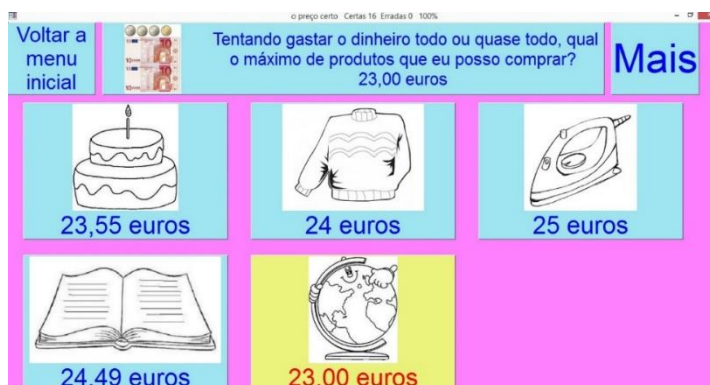 o preço certo Certas 16 Erradas 0 100%
Voltar a
menu
inicial
Tentando gastar o dinheiro todo ou quase todo, qual
o máximo de produtos que eu posso comprar?
23,00 euros
Mais
23,55 euros
24 euros
25 euros
24,49 euros
23,00 euros